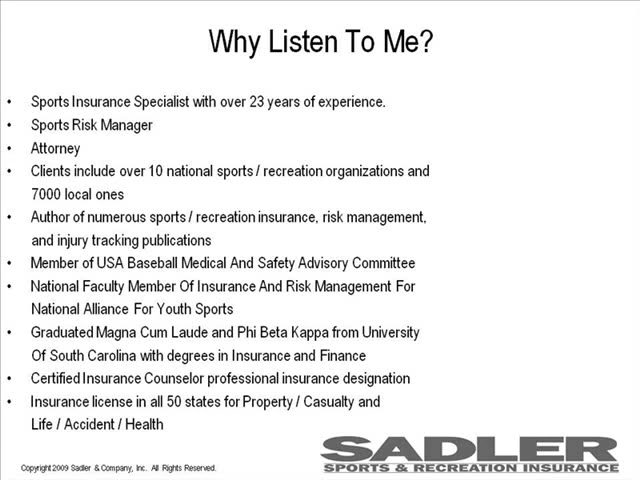 Why Listen To Me?
• Sports Insurance Specialist with over 23 years of experience.
• Sports Risk Manager
• Attorney
• Clients include over 10 national sports / recreation organizations and
7000 local ones
• Author of numerous sports / recreation insurance, risk management,
and injury tracking publications
• Member of USA Baseball Medical And Safety Advisory Committee
• National Faculty Member Of Insurance And Risk Management For
National Alliance For Youth Sports
• Graduated Magna Cum Laude and Phi Beta Kappa from University
Of South Carolina with degrees in Insurance and Finance
• Certified Insurance Counselor professional insurance designation
• Insurance license in all 50 states for Property / Casualty and
Life / Accident / Health
Copyright 2009 Sadler & Company, Inc. All Rights Reserved.
SADLER
SPORTS & RECREATION INSURANCE